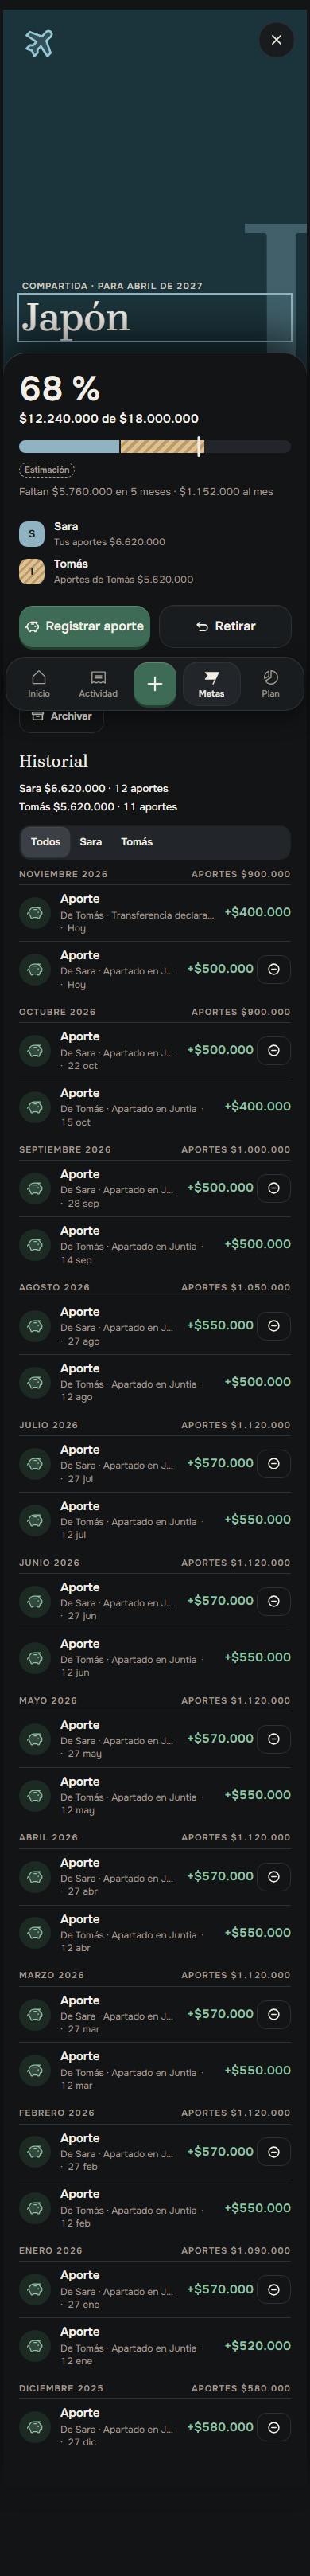 COMPARTIDA · PARA ABRIL DE 2027
J
Japón
68 %
$12.240.000 de $18.000.000
Estimación
Faltan $5.760.000 en 5 meses · $1.152.000 al mes
S
Sara
Tus aportes $6.620.000
T
Tomás
Aportes de Tomás $5.620.000
Registrar aporte
Retirar
Inicio
Actividad
Metas
Plan
Archivar
Historial
Sara $6.620.000 · 12 aportes
Tomás $5.620.000 · 11 aportes
Todos
Sara
Tomás
NOVIEMBRE 2026 APORTES $900.000
Aporte
De Tomás · Transferencia declara... +$400.000
· Hoy
Aporte
De Sara · Apartado en J... +$500.000
· Hoy
OCTUBRE 2026 APORTES $900.000
Aporte
De Sara · Apartado en J... +$500.000
· 22 oct
Aporte
De Tomás · Apartado en Juntia · +$400.000
15 oct
SEPTIEMBRE 2026 APORTES $1.000.000
Aporte
De Sara · Apartado en J... +$500.000
· 28 sep
Aporte
De Tomás · Apartado en Juntia · +$500.000
14 sep
AGOSTO 2026 APORTES $1.050.000
Aporte
De Sara · Apartado en J... +$550.000
· 27 ago
Aporte
De Tomás · Apartado en Juntia · +$500.000
12 ago
JULIO 2026 APORTES $1.120.000
Aporte
De Sara · Apartado en J... +$570.000
· 27 jul
Aporte
De Tomás · Apartado en Juntia · +$550.000
12 jul
JUNIO 2026 APORTES $1.120.000
Aporte
De Sara · Apartado en J... +$570.000
· 27 jun
Aporte
De Tomás · Apartado en Juntia · +$550.000
12 jun
MAYO 2026 APORTES $1.120.000
Aporte
De Sara · Apartado en J... +$570.000
· 27 may
Aporte
De Tomás · Apartado en Juntia · +$550.000
12 may
ABRIL 2026 APORTES $1.120.000
Aporte
De Sara · Apartado en J... +$570.000
· 27 abr
Aporte
De Tomás · Apartado en Juntia · +$550.000
12 abr
MARZO 2026 APORTES $1.120.000
Aporte
De Sara · Apartado en J... +$570.000
· 27 mar
Aporte
De Tomás · Apartado en Juntia · +$550.000
12 mar
FEBRERO 2026 APORTES $1.120.000
Aporte
De Sara · Apartado en J... +$570.000
· 27 feb
Aporte
De Tomás · Apartado en Juntia · +$550.000
12 feb
ENERO 2026 APORTES $1.090.000
Aporte
De Sara · Apartado en J... +$570.000
· 27 ene
Aporte
De Tomás · Apartado en Juntia · +$520.000
12 ene
DICIEMBRE 2025 APORTES $580.000
Aporte
De Sara · Apartado en J... +$580.000
· 27 dic